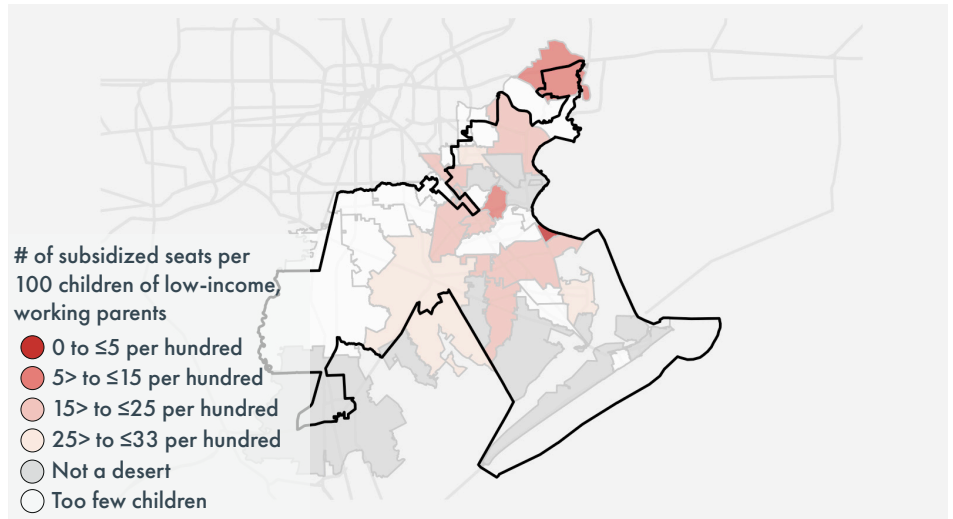 # of subsidized seats per
100 children of low-income
working parents
0 to ≤5 per hundred
5> to ≤15 per hundred
15> to ≤25 per hundred
25> to ≤33 per hundred
Not a desert
Too few children